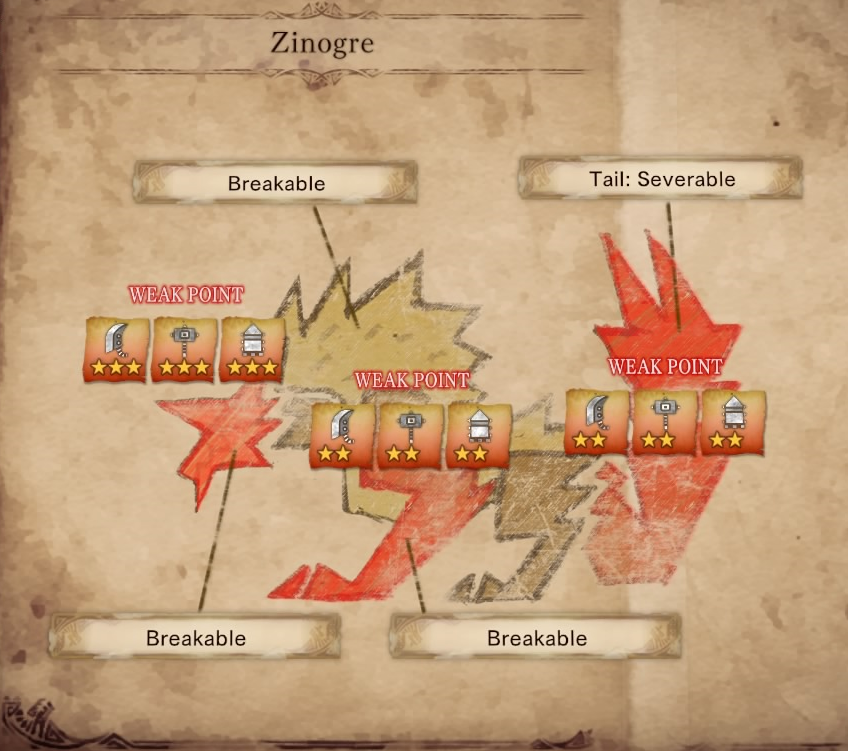 Zinogre
Breakable
Tail: Severable
WEAK POINT
WEAK POINT
WEAK POINT
Breakable
Breakable